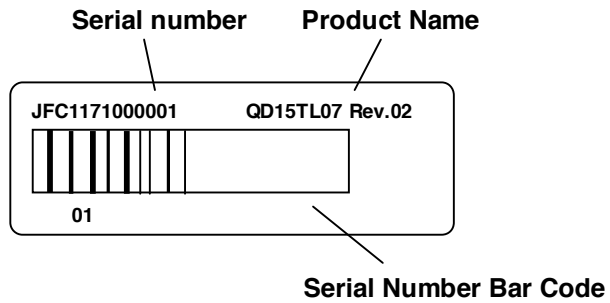 Serial number Product Name
JFC1171000001 QD15TL07 Rev.02
01
Serial Number Bar Code